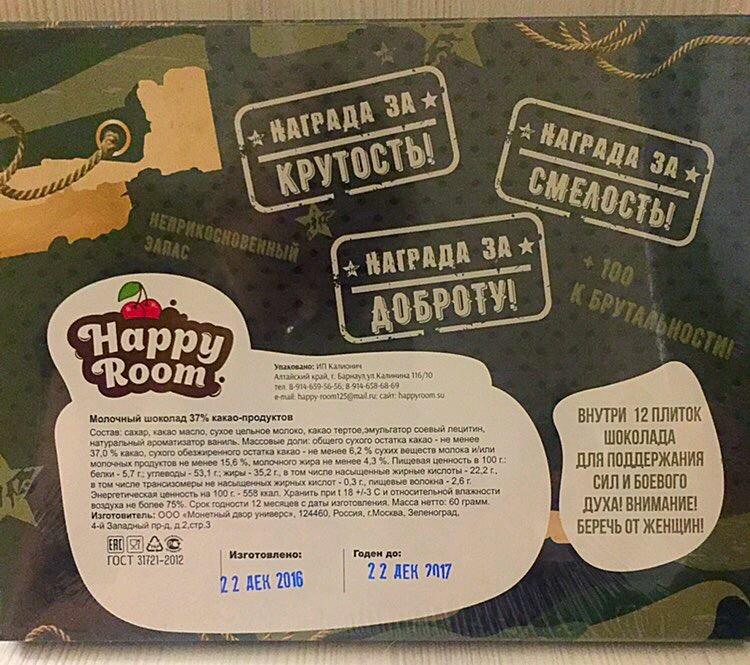 НАГРАДА ЗА
КРУТОСТЬ!
НАГРАДА ЗА
СМЕЛОСТЬ!
НЕПРИКОСНОВЕННЫЙ
ЗАПАС
НАГРАДА ЗА
ДОБРОТУ!
+ 100
К БРУТАЛЬНОСТИ!
Happy
Room
Упаковано: ИП Калионич
Алтайский край, г. Барнаул,ул.Калинина 116/10
тел. 8-914-659-56-56; 8-914-658-68-69
e-mail: happy-room125@mail.ru; сайт: happyroom.su
Молочный шоколад 37% какао-продуктов
Состав: сахар, какао масло, сухое цельное молоко, какао тертое,эмульгатор соевый лецитин,
натуральный ароматизатор ваниль. Массовые доли: общего сухого остатка какао - не менее
37,0 % какао, сухого обезжиренного остатка какао - не менее 6,2 % сухих веществ молока и/или
молочных продуктов не менее 15,6 %, молочного жира не менее 4,3 %. Пищевая ценность в 100 г.:
белки - 5,7 г.; углеводы - 53,1 г.; жиры - 35,2 г., в том числе насыщенные жирные кислоты - 22,2 г.,
в том числе трансизомеры не насыщенных жирных кислот - 0,3 г., пищевые волокна - 2,6 г.
Энергетическая ценность на 100 г. - 558 ккал. Хранить при t 18 +/-3 С и относительной влажности
воздуха не более 75%. Срок годности 12 месяцев с даты изготовления. Масса нетто: 60 грамм.
Изготовитель: ООО «Монетный двор универс», 124460, Россия, г.Москва, Зеленоград,
4-й Западный пр-д, д.2,стр.3
EAC
ГОСТ 31721-2012
Изготовлено:
22 ДЕК 2016
Годен до:
22 ДЕК 2017
ВНУТРИ 12 ПЛИТОК
ШОКОЛАДА
ДЛЯ ПОДДЕРЖАНИЯ
СИЛ И БОЕВОГО
ДУХА! ВНИМАНИЕ!
БЕРЕЧЬ ОТ ЖЕНЩИН!